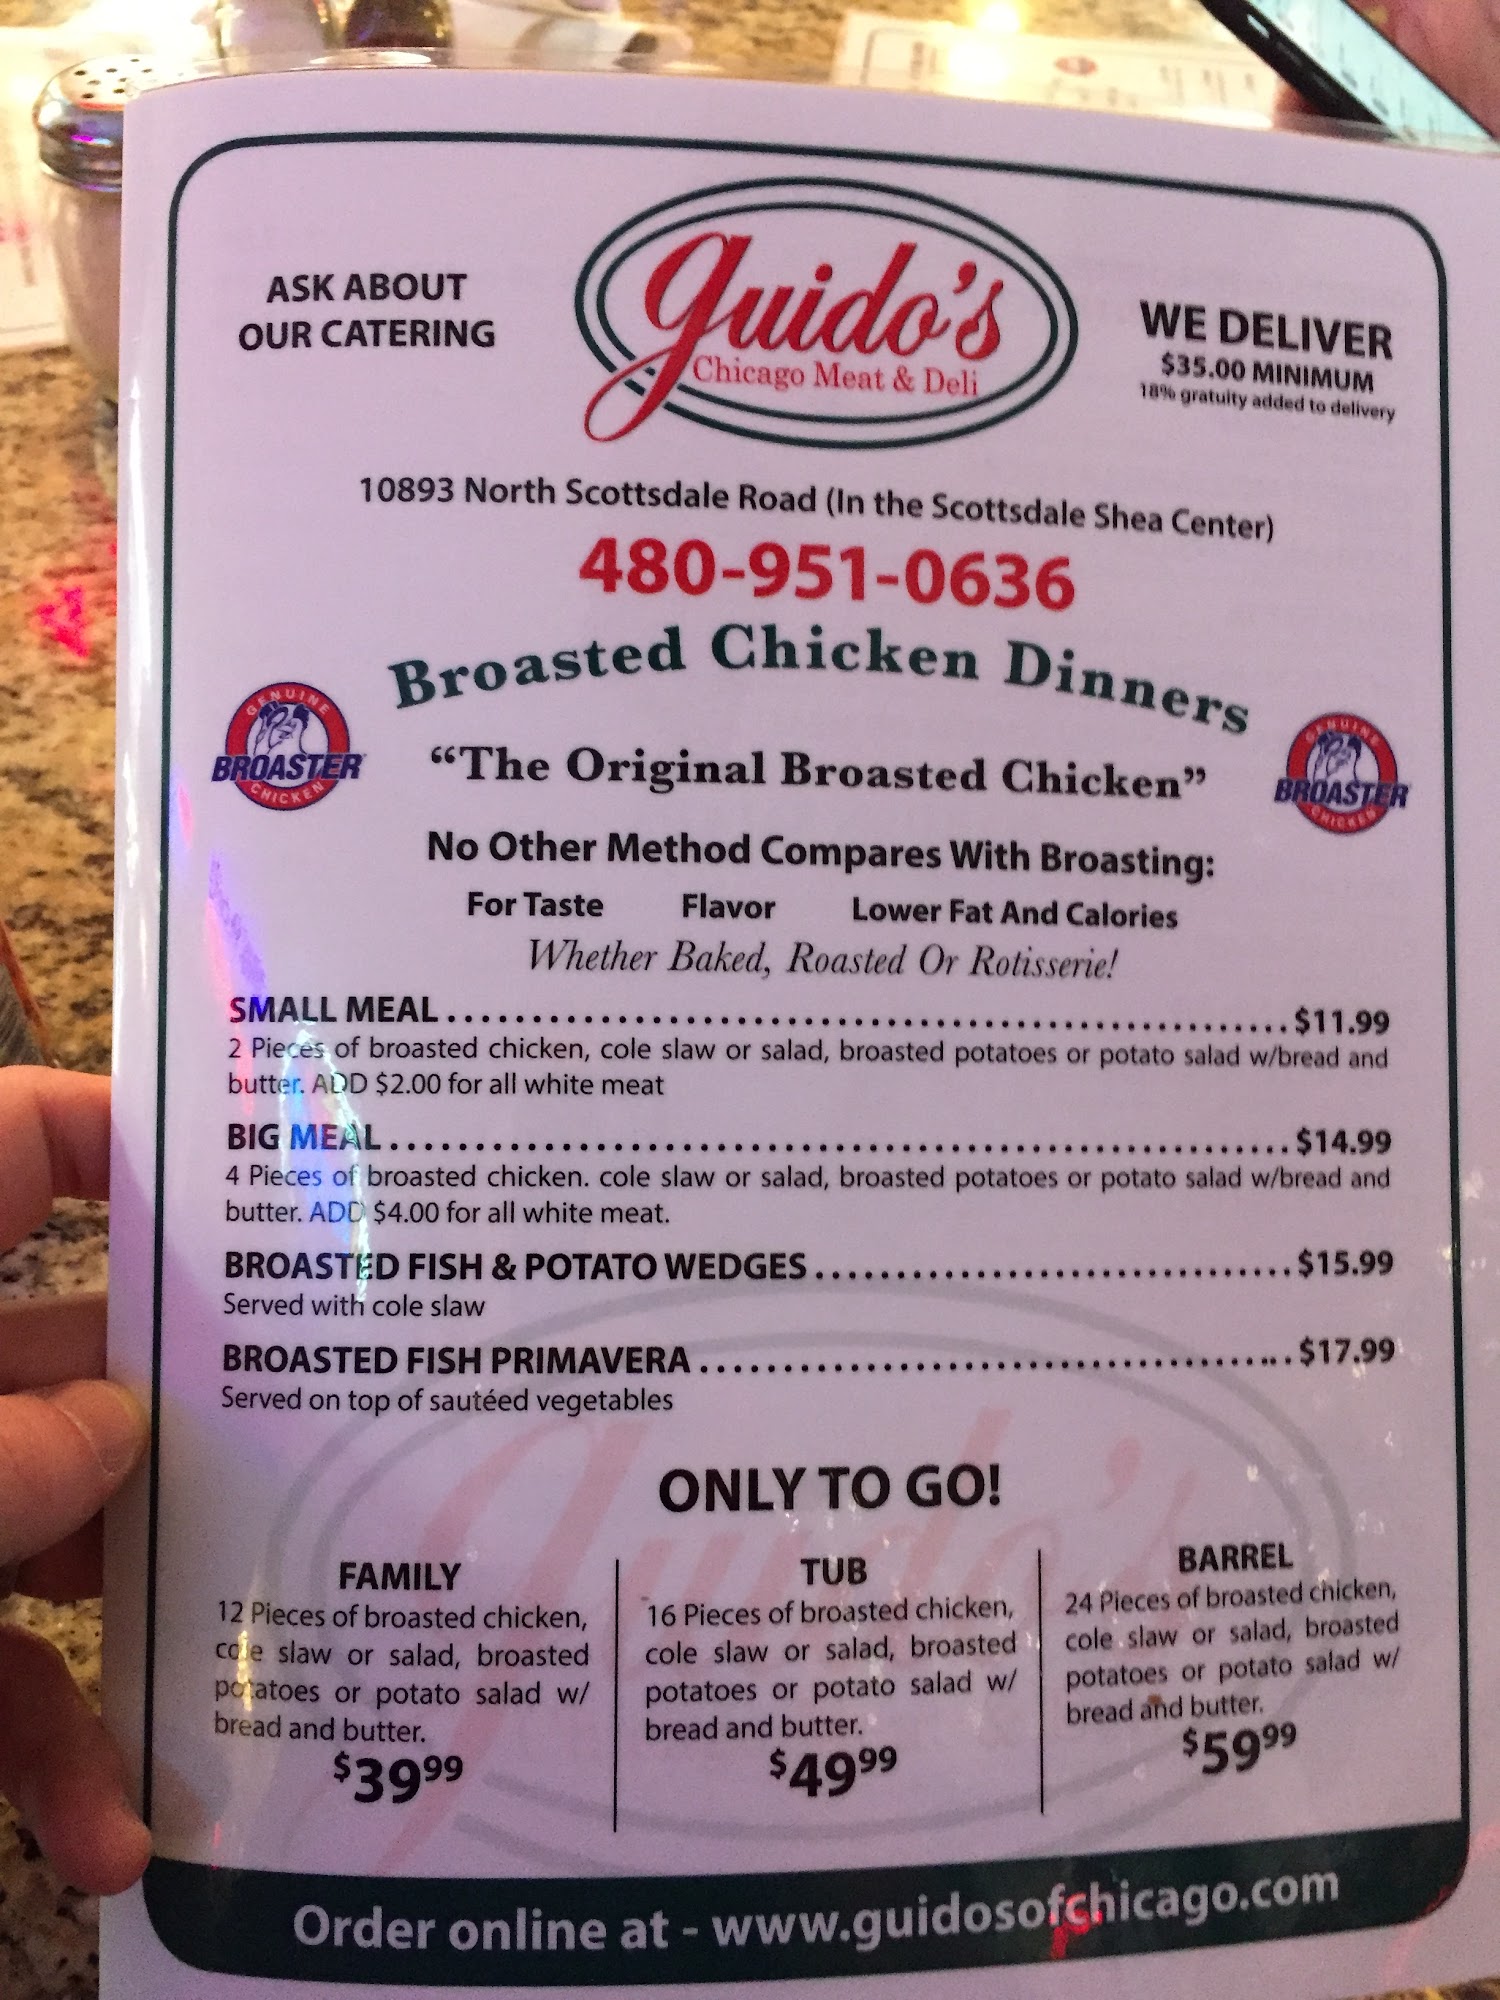 ASK ABOUT
OUR CATERING
Guido's
Chicago Meat & Deli
WE DELIVER
$35.00 MINIMUM
18% gratuity added to delivery
10893 North Scottsdale Road (In the Scottsdale Shea Center)
480-951-0636
Broasted Chicken Dinners
GENUINE
BROASTER
CHICKEN
"The Original Broasted Chicken"
GENUINE
BROASTER
CHICKEN
No Other Method Compares With Broasting:
For Taste Flavor Lower Fat And Calories
Whether Baked, Roasted Or Rotisserie!
SMALL MEAL $11.99
2 Pieces of broasted chicken, cole slaw or salad, broasted potatoes or potato salad w/bread and
butter. ADD $2.00 for all white meat
BIG MEAL $14.99
4 Pieces of broasted chicken. cole slaw or salad, broasted potatoes or potato salad w/bread and
butter. ADD $4.00 for all white meat.
BROASTED FISH & POTATO WEDGES $15.99
Served with cole slaw
BROASTED FISH PRIMAVERA $17.99
Served on top of sautéed vegetables
ONLY TO GO!
FAMILY
12 Pieces of broasted chicken,
cole slaw or salad, broasted
potatoes or potato salad w/
bread and butter.
$39.99
TUB
16 Pieces of broasted chicken,
cole slaw or salad, broasted
potatoes or potato salad w/
bread and butter.
$49.99
BARREL
24 Pieces of broasted chicken,
cole slaw or salad, broasted
potatoes or potato salad w/
bread and butter.
$59.99
Order online at - www.guidosofchicago.com